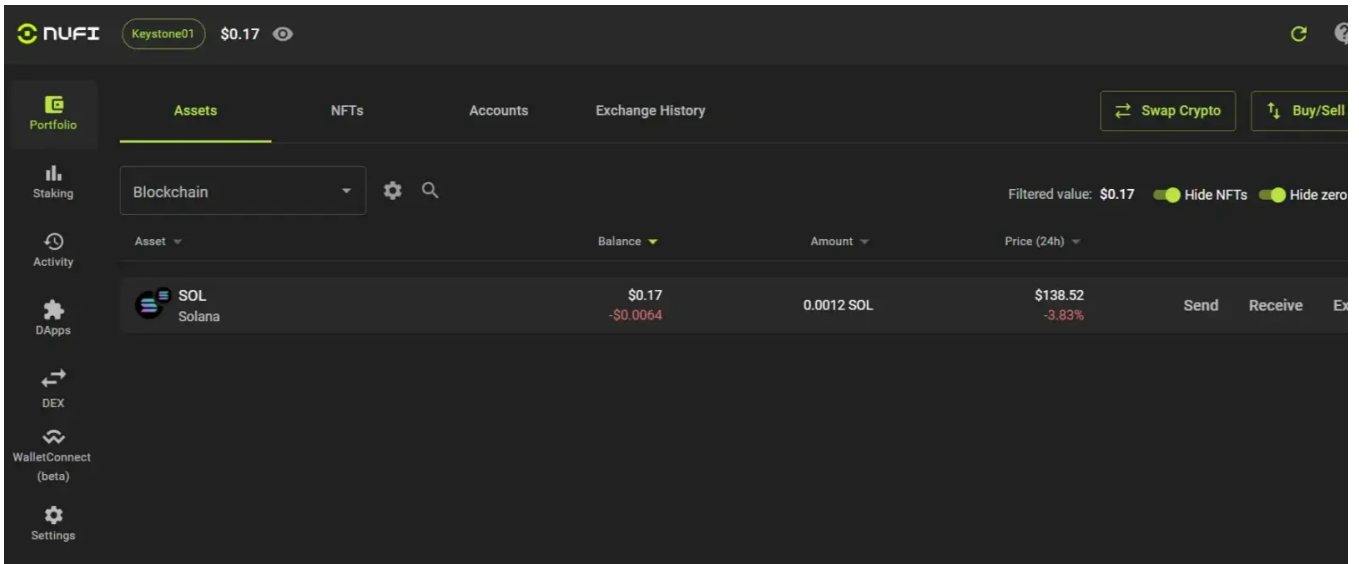 NUFI Keystone01 $0.17
Portfolio
Assets NFTs Accounts Exchange History Swap Crypto Buy/Sell
Staking
Blockchain
Filtered value: $0.17 Hide NFTs Hide zero
Activity
Asset Balance Amount Price (24h)
DApps
SOL $0.17 0.0012 SOL $138.52 Send Receive Ex
Solana -$0.0064 -3.83%
DEX
WalletConnect
(beta)
Settings